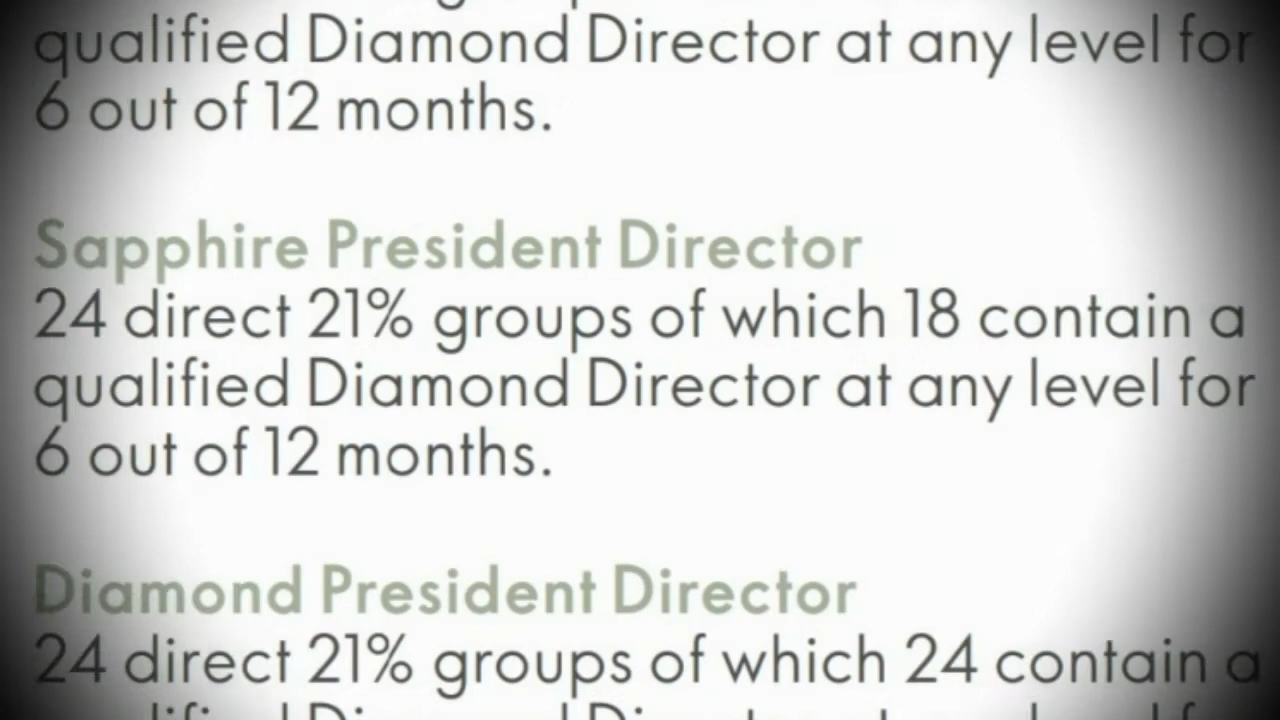 qualified Diamond Director at any level for
6 out of 12 months.
Sapphire President Director
24 direct 21% groups of which 18 contain a
qualified Diamond Director at any level for
6 out of 12 months.
Diamond President Director
24 direct 21% groups of which 24 contain a